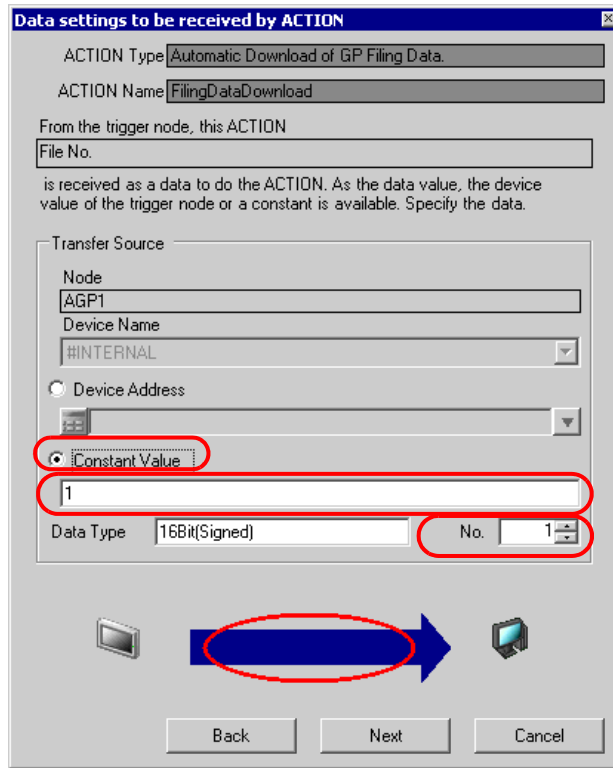 Data settings to be received by ACTION
ACTION Type Automatic Download of GP Filing Data.
ACTION Name FilingDataDownload
From the trigger node, this ACTION
File No.
is received as a data to do the ACTION. As the data value, the device
value of the trigger node or a constant is available. Specify the data.
Transfer Source
Node
AGP1
Device Name
#INTERNAL
Device Address
Constant Value
1
Data Type 16Bit(Signed) No. 1
Back Next Cancel